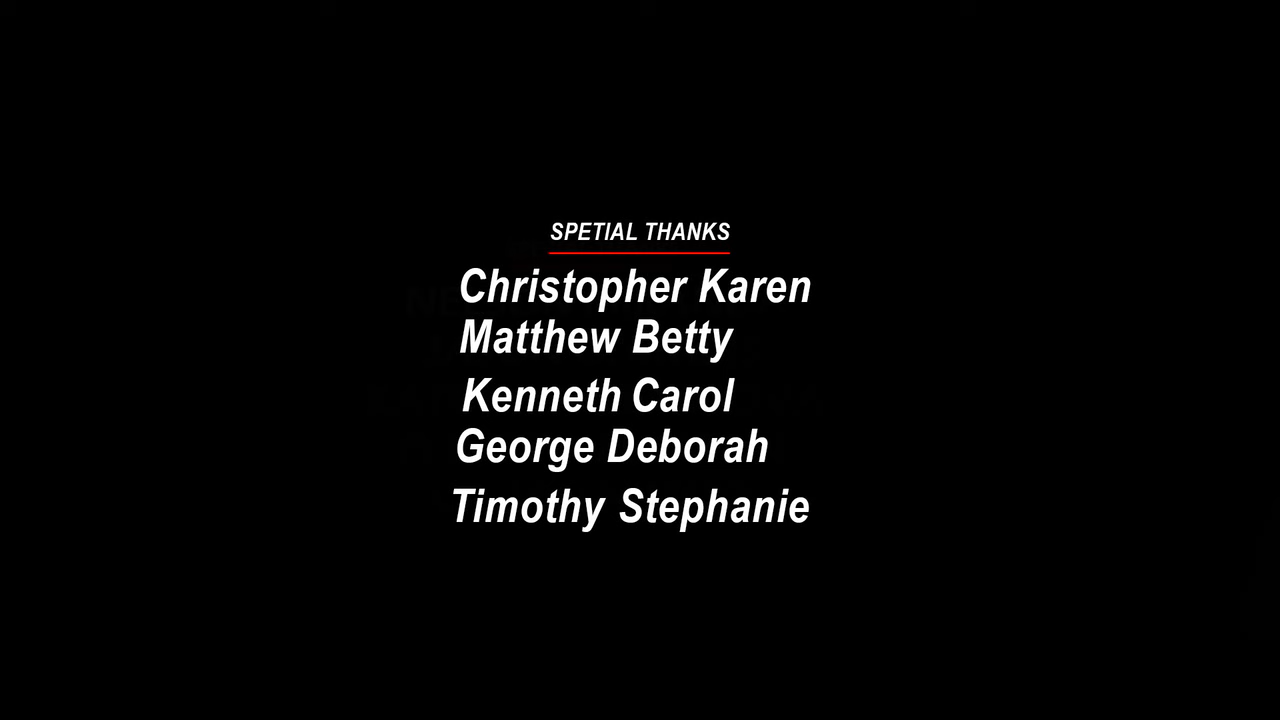 SPETIAL THANKS
Christopher Karen
Matthew Betty
Kenneth Carol
George Deborah
Timothy Stephanie